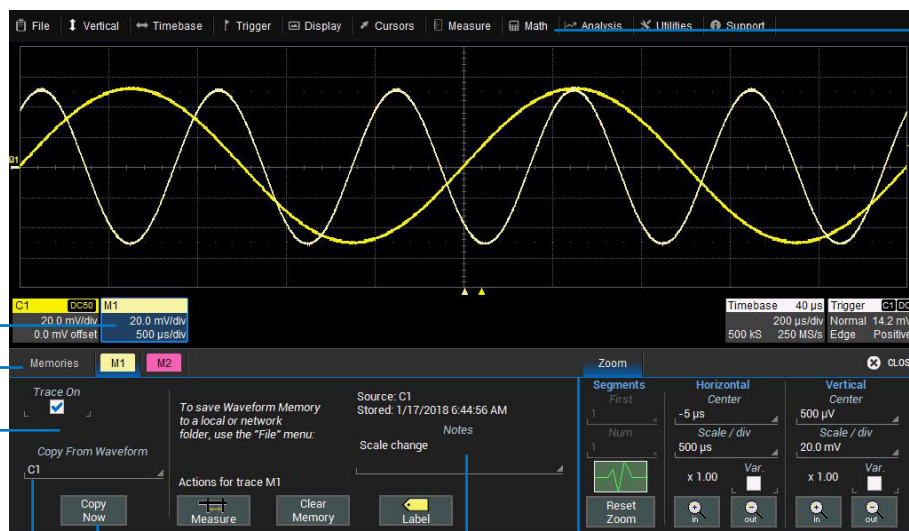 File Vertical Timebase Trigger Display Cursors Measure Math Analysis Utilities Support
C1 DC50
20.0 mV/div
0.0 mV offset
M1
20.0 mV/div
500 µs/div
Timebase 40 µs
200 µs/div
500 kS 250 MS/s
Trigger C1 DC
Normal 14.2 mV
Edge Positive
Memories M1 M2
Trace On
Copy From Waveform
C1
Copy Now
To save Waveform Memory
to a local or network
folder, use the "File" menu:
Actions for trace M1
Measure
Clear Memory
Label
Source: C1
Stored: 1/17/2018 6:44:56 AM
Notes
Scale change
Zoom
CLOS
Segments
First
1
Num
1
Reset Zoom
Horizontal
Center
-5 µs
Scale / div
500 µs
x 1.00 Var.
in out
Vertical
Center
500 µV
Scale / div
20.0 mV
x 1.00 Var.
in out